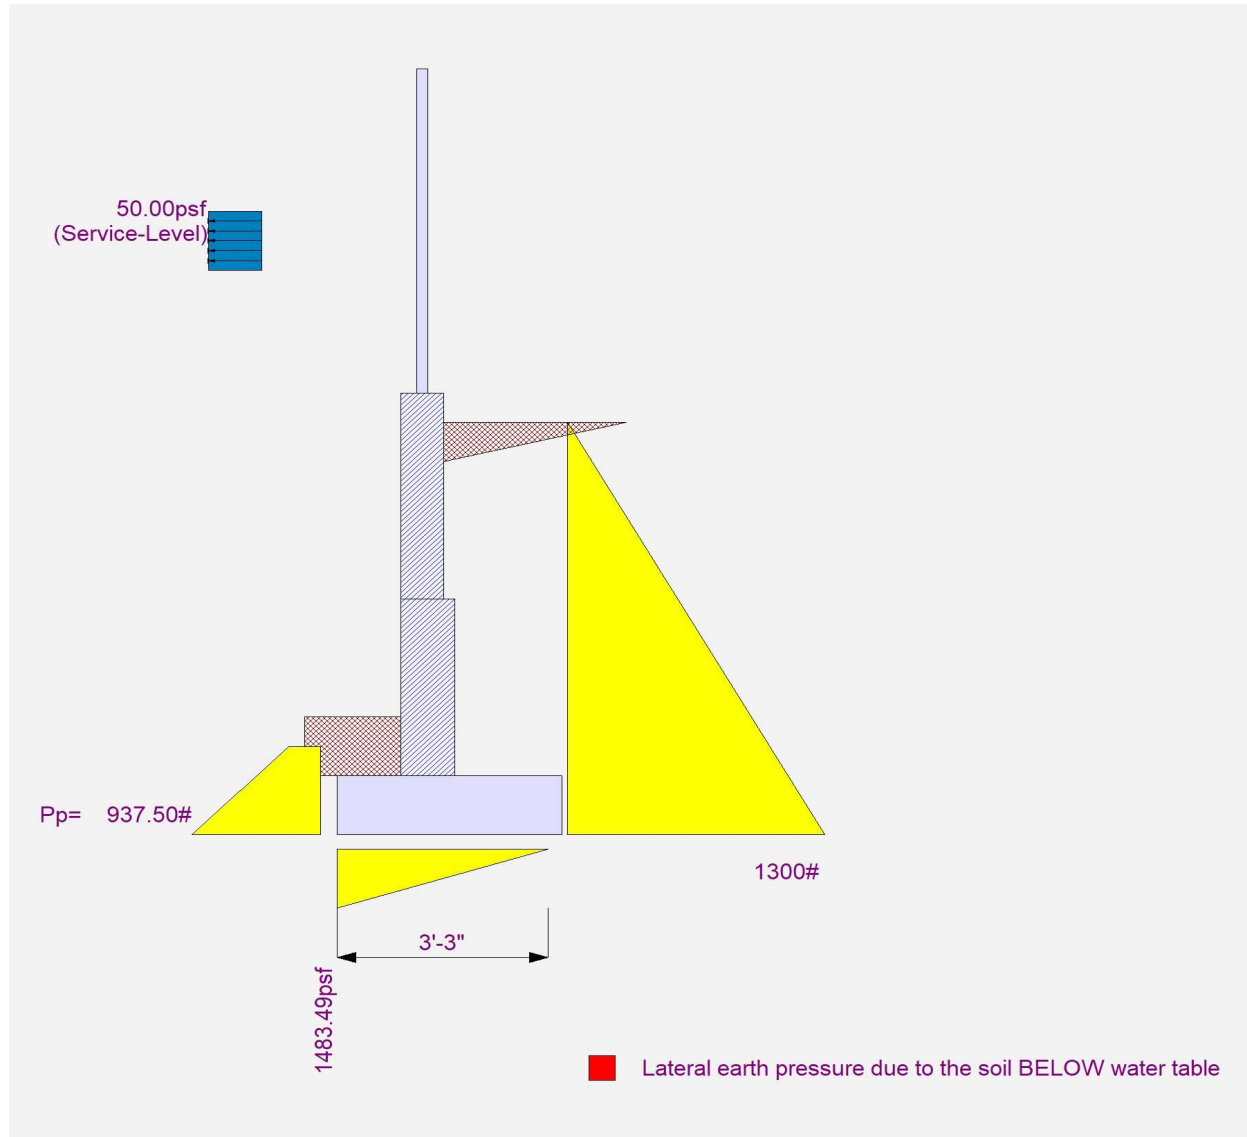 50.00psf
(Service-Level)
Pp= 937.50#
1300#
3'-3"
1483.49psf
Lateral earth pressure due to the soil BELOW water table